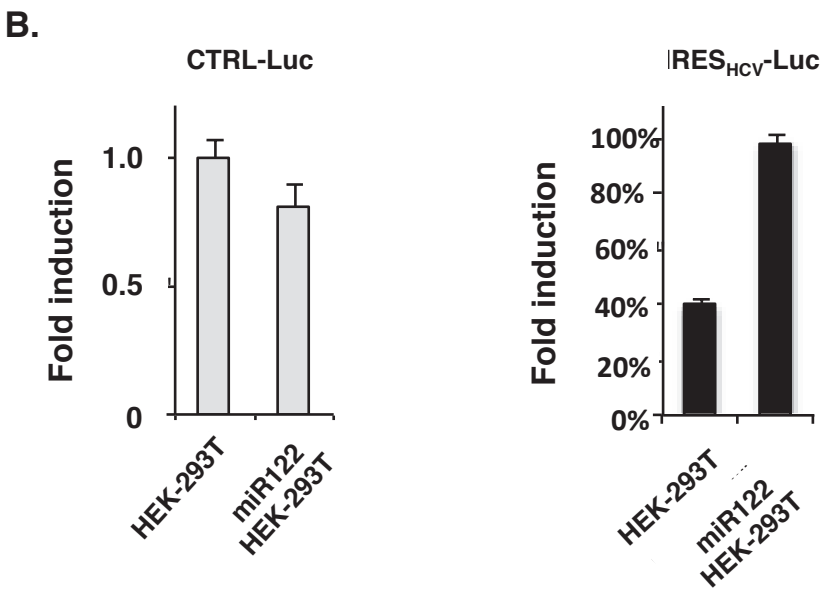 B.
CTRL-Luc
Fold induction
1.0
0.5
0
HEK-293T
miR122
HEK-293T
IRESHCV-Luc
Fold induction
100%
80%
60%
40%
20%
0%
HEK-293T
miR122
HEK-293T